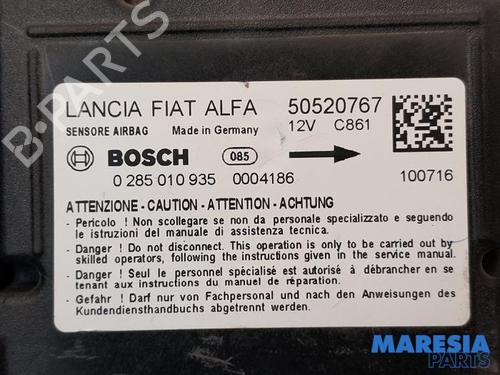 B-PARTS
LANCIA FIAT ALFA 50520767
SENSORE AIRBAG Made in Germany 12V C861
BOSCH 085
0 285 010 935 0004186 100716
ATTENZIONE - CAUTION - ATTENTION - ACHTUNG
- Pericolo ! Non scollegare se non da personale specializzato e seguendo
le istruzioni del manuale di assistenza tecnica.
- Danger ! Do not disconnect. This operation is only to be carried out by
skilled operators, following the instructions given in the service manual.
- Danger ! Seul le personnel spécialisé est autorisé à débrancher en se
tenant aux instructions du manuel de réparation.
- Gefahr ! Darf nur von Fachpersonal und nach den Anweisungen des
Kundendiensthandbuchs abgetrennt werden.
MARESIA
PARTS